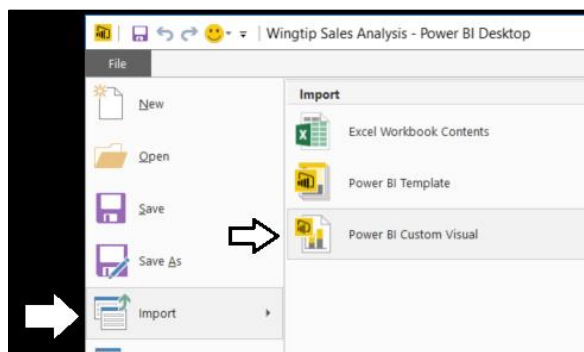 Wingtip Sales Analysis - Power BI Desktop
File
New
Open
Save
Save As
Import
Import
Excel Workbook Contents
Power BI Template
Power BI Custom Visual